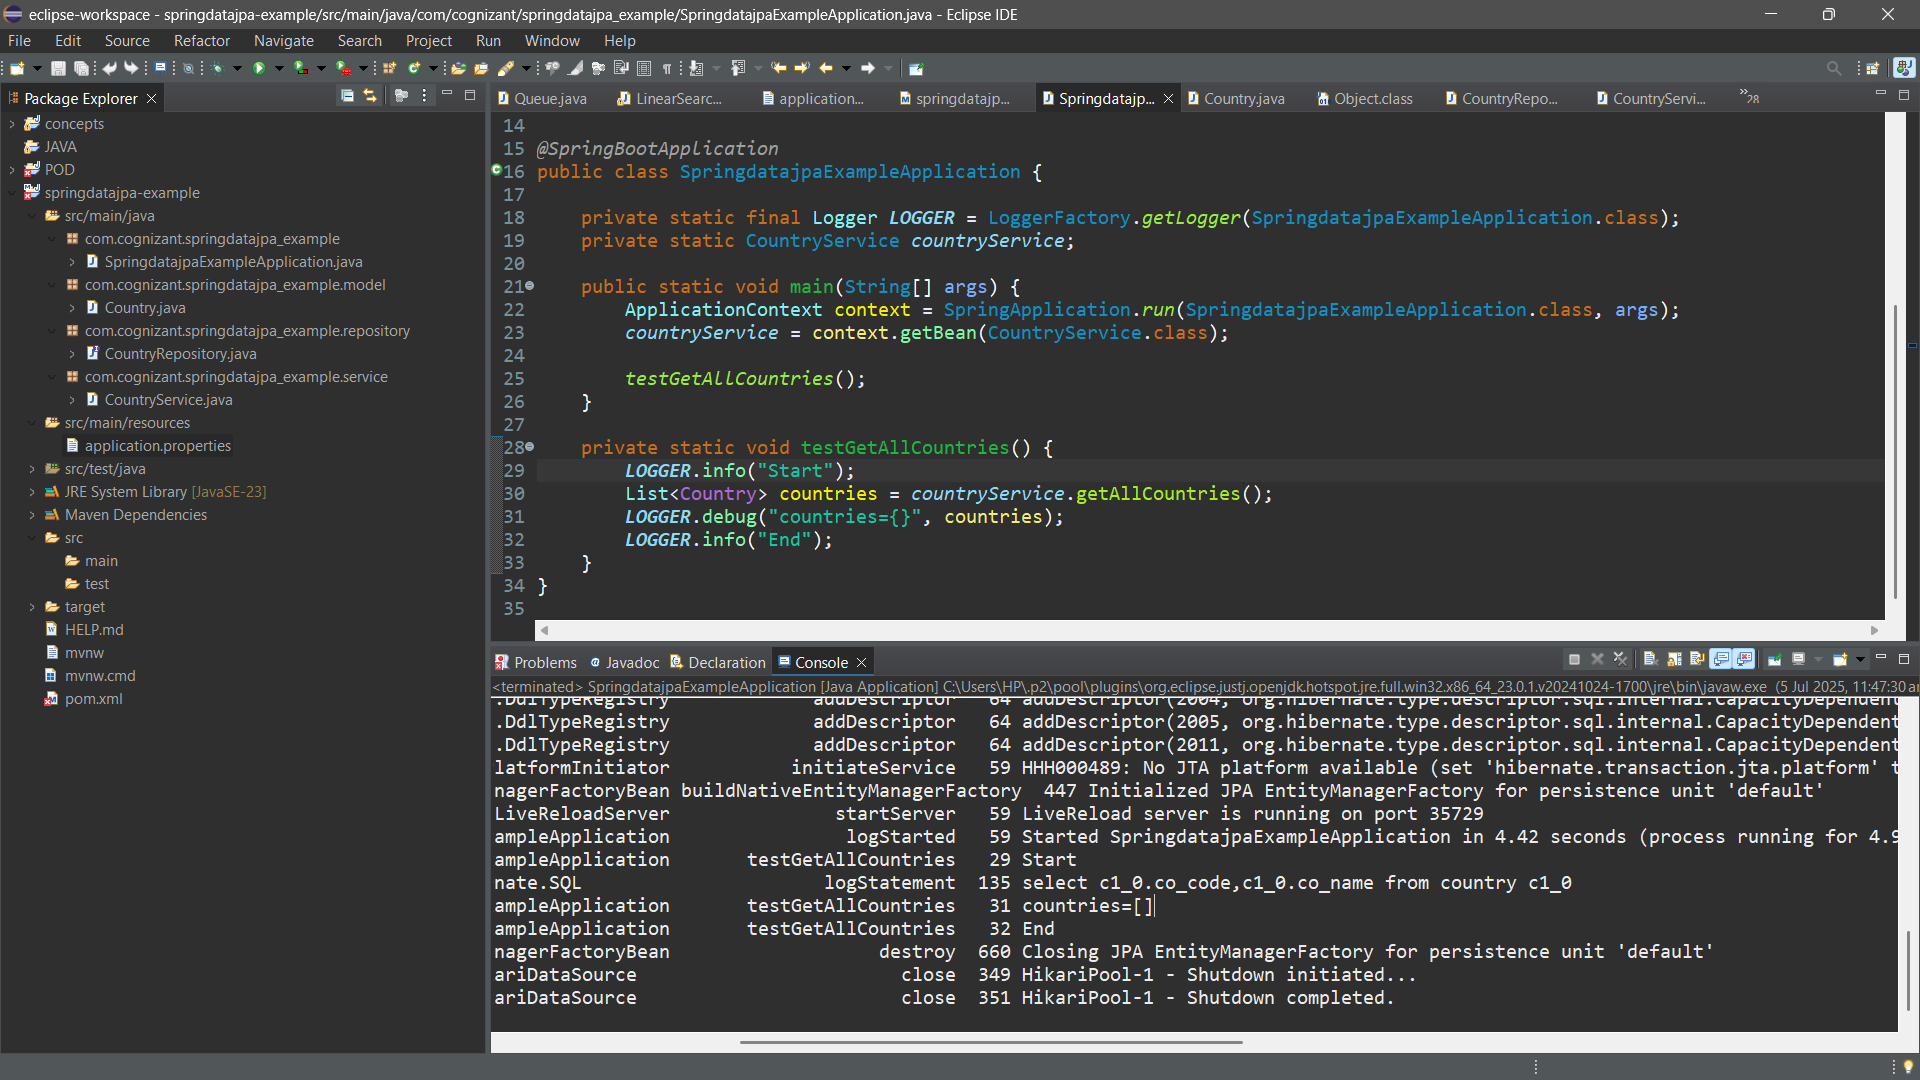 eclipse-workspace - springdatajpa-example/src/main/java/com/cognizant/springdatajpa_example/SpringdatajpaExampleApplication.java - Eclipse IDE
File Edit Source Refactor Navigate Search Project Run Window Help
Package Explorer
concepts
JAVA
POD
springdatajpa-example
src/main/java
com.cognizant.springdatajpa_example
SpringdatajpaExampleApplication.java
com.cognizant.springdatajpa_example.model
Country.java
com.cognizant.springdatajpa_example.repository
CountryRepository.java
com.cognizant.springdatajpa_example.service
CountryService.java
src/main/resources
application.properties
src/test/java
JRE System Library [JavaSE-23]
Maven Dependencies
src
main
test
target
HELP.md
mvnw
mvnw.cmd
pom.xml
Queue.java LinearSearc... application... springdatajp... Springdatajp... Country.java Object.class CountryRepo... CountryServi... »28
14
15 @SpringBootApplication
16 public class SpringdatajpaExampleApplication {
17
18 private static final Logger LOGGER = LoggerFactory.getLogger(SpringdatajpaExampleApplication.class);
19 private static CountryService countryService;
20
21 public static void main(String[] args) {
22 ApplicationContext context = SpringApplication.run(SpringdatajpaExampleApplication.class, args);
23 countryService = context.getBean(CountryService.class);
24
25 testGetAllCountries();
26 }
27
28 private static void testGetAllCountries() {
29 LOGGER.info("Start");
30 List<Country> countries = countryService.getAllCountries();
31 LOGGER.debug("countries={}", countries);
32 LOGGER.info("End");
33 }
34 }
35
Problems Javadoc Declaration Console
<terminated> SpringdatajpaExampleApplication [Java Application] C:\Users\HP\.p2\pool\plugins\org.eclipse.justj.openjdk.hotspot.jre.full.win32.x86_64_23.0.1.v20241024-1700\jre\bin\javaw.exe (5 Jul 2025, 11:47:30 a
.DdlTypeRegistry addDescriptor 64 addDescriptor(2004, org.hibernate.type.descriptor.sql.internal.CapacityDependent
.DdlTypeRegistry addDescriptor 64 addDescriptor(2005, org.hibernate.type.descriptor.sql.internal.CapacityDependent
.DdlTypeRegistry addDescriptor 64 addDescriptor(2011, org.hibernate.type.descriptor.sql.internal.CapacityDependent
latformInitiator initiateService 59 HHH000489: No JTA platform available (set 'hibernate.transaction.jta.platform' t
nagerFactoryBean buildNativeEntityManagerFactory 447 Initialized JPA EntityManagerFactory for persistence unit 'default'
LiveReloadServer startServer 59 LiveReload server is running on port 35729
ampleApplication logStarted 59 Started SpringdatajpaExampleApplication in 4.42 seconds (process running for 4.9
ampleApplication testGetAllCountries 29 Start
nate.SQL logStatement 135 select c1_0.co_code,c1_0.co_name from country c1_0
ampleApplication testGetAllCountries 31 countries=[]
ampleApplication testGetAllCountries 32 End
nagerFactoryBean destroy 660 Closing JPA EntityManagerFactory for persistence unit 'default'
ariDataSource close 349 HikariPool-1 - Shutdown initiated...
ariDataSource close 351 HikariPool-1 - Shutdown completed.